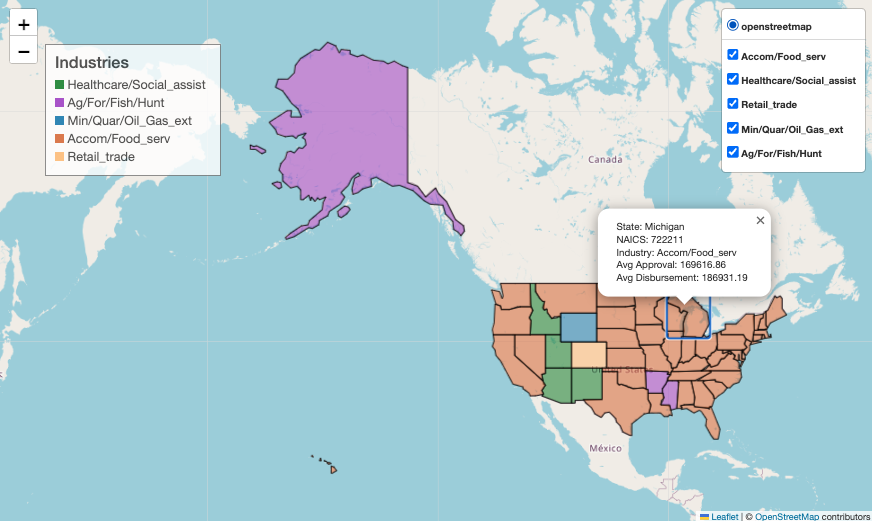 +
−
Industries
Healthcare/Social_assist
Ag/For/Fish/Hunt
Min/Quar/Oil_Gas_ext
Accom/Food_serv
Retail_trade
openstreetmap
Accom/Food_serv
Healthcare/Social_assist
Retail_trade
Min/Quar/Oil_Gas_ext
Ag/For/Fish/Hunt
Canada
×
State: Michigan
NAICS: 722211
Industry: Accom/Food_serv
Avg Approval: 169616.86
Avg Disbursement: 186931.19
United States
México
Leaflet | © OpenStreetMap contributors